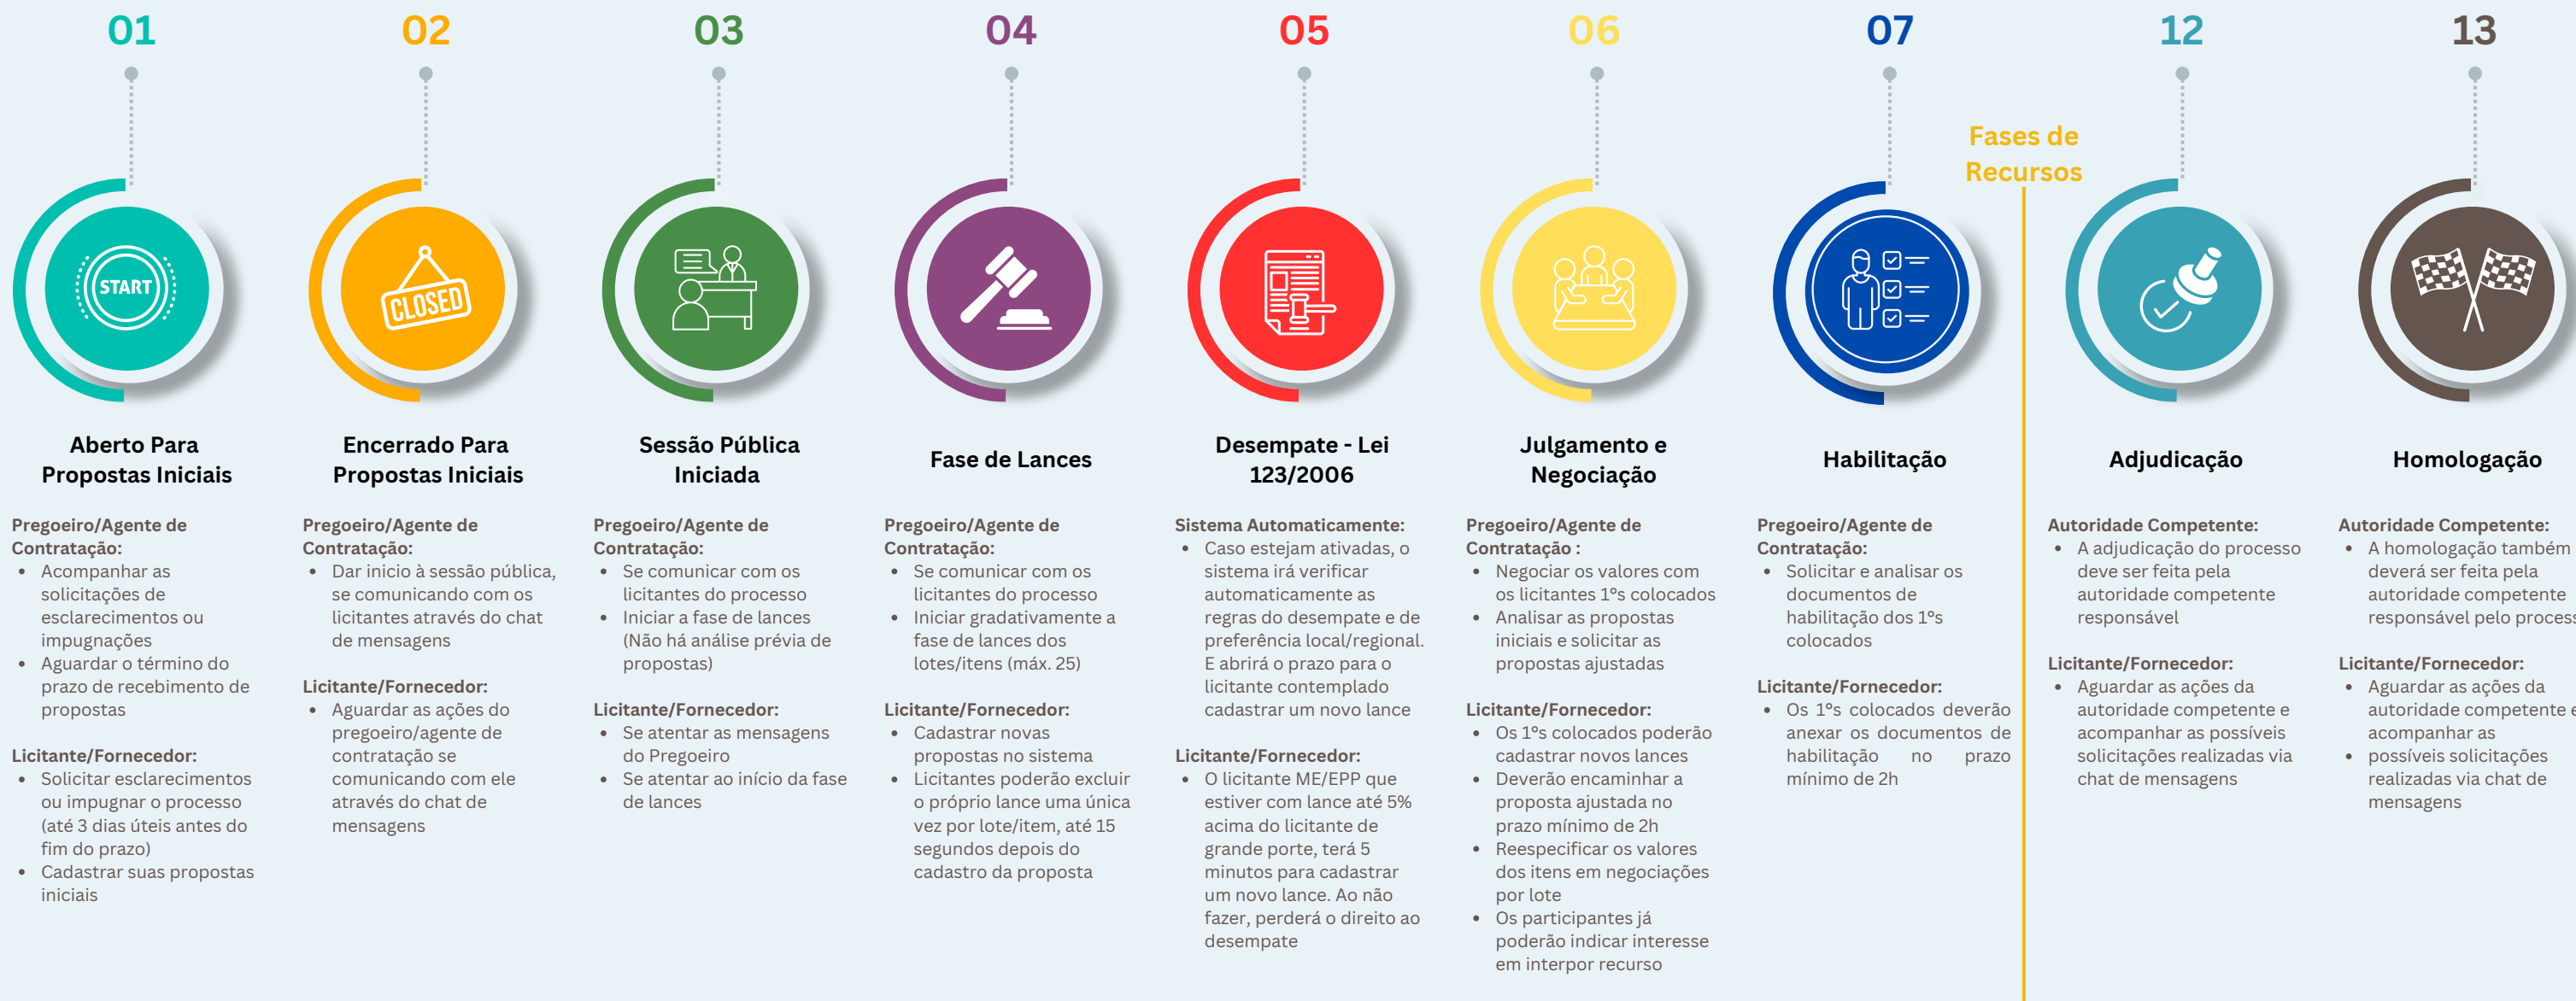 01
START
Aberto Para
Propostas Iniciais
Pregoeiro/Agente de
Contratação:
• Acompanhar as
solicitações de
esclarecimentos ou
impugnações
• Aguardar o término do
prazo de recebimento de
propostas
Licitante/Fornecedor:
• Solicitar esclarecimentos
ou impugnar o processo
(até 3 dias úteis antes do
fim do prazo)
• Cadastrar suas propostas
iniciais
02
CLOSED
Encerrado Para
Propostas Iniciais
Pregoeiro/Agente de
Contratação:
• Dar inicio à sessão pública,
se comunicando com os
licitantes através do chat
de mensagens
Licitante/Fornecedor:
• Aguardar as ações do
pregoeiro/agente de
contratação se
comunicando com ele
através do chat de
mensagens
03
Sessão Pública
Iniciada
Pregoeiro/Agente de
Contratação:
• Se comunicar com os
licitantes do processo
• Iniciar a fase de lances
(Não há análise prévia de
propostas)
Licitante/Fornecedor:
• Se atentar as mensagens
do Pregoeiro
• Se atentar ao início da fase
de lances
04
Fase de Lances
Pregoeiro/Agente de
Contratação:
• Se comunicar com os
licitantes do processo
• Iniciar gradativamente a
fase de lances dos
lotes/itens (máx. 25)
Licitante/Fornecedor:
• Cadastrar novas
propostas no sistema
• Licitantes poderão excluir
o próprio lance uma única
vez por lote/item, até 15
segundos depois do
cadastro da proposta
05
Desempate - Lei
123/2006
Sistema Automaticamente:
• Caso estejam ativadas, o
sistema irá verificar
automaticamente as
regras do desempate e de
preferência local/regional.
E abrirá o prazo para o
licitante contemplado
cadastrar um novo lance
Licitante/Fornecedor:
• O licitante ME/EPP que
estiver com lance até 5%
acima do licitante de
grande porte, terá 5
minutos para cadastrar
um novo lance. Ao não
fazer, perderá o direito ao
desempate
06
Julgamento e
Negociação
Pregoeiro/Agente de
Contratação :
• Negociar os valores com
os licitantes 1°s colocados
• Analisar as propostas
iniciais e solicitar as
propostas ajustadas
Licitante/Fornecedor:
• Os 1°s colocados poderão
cadastrar novos lances
• Deverão encaminhar a
proposta ajustada no
prazo mínimo de 2h
• Reespecificar os valores
dos itens em negociações
por lote
• Os participantes já
poderão indicar interesse
em interpor recurso
07
Habilitação
Pregoeiro/Agente de
Contratação:
• Solicitar e analisar os
documentos de
habilitação dos 1°s
colocados
Licitante/Fornecedor:
• Os 1°s colocados deverão
anexar os documentos de
habilitação no prazo
mínimo de 2h
Fases de
Recursos
12
Adjudicação
Autoridade Competente:
• A adjudicação do processo
deve ser feita pela
autoridade competente
responsável
Licitante/Fornecedor:
• Aguardar as ações da
autoridade competente e
acompanhar as possíveis
solicitações realizadas via
chat de mensagens
13
Homologação
Autoridade Competente:
• A homologação também
deverá ser feita pela
autoridade competente
responsável pelo
Licitante/Fornecedor:
• Aguardar as ações da
autoridade competente
acompanhar as
• possíveis solicitações
realizadas via chat de
mensagens